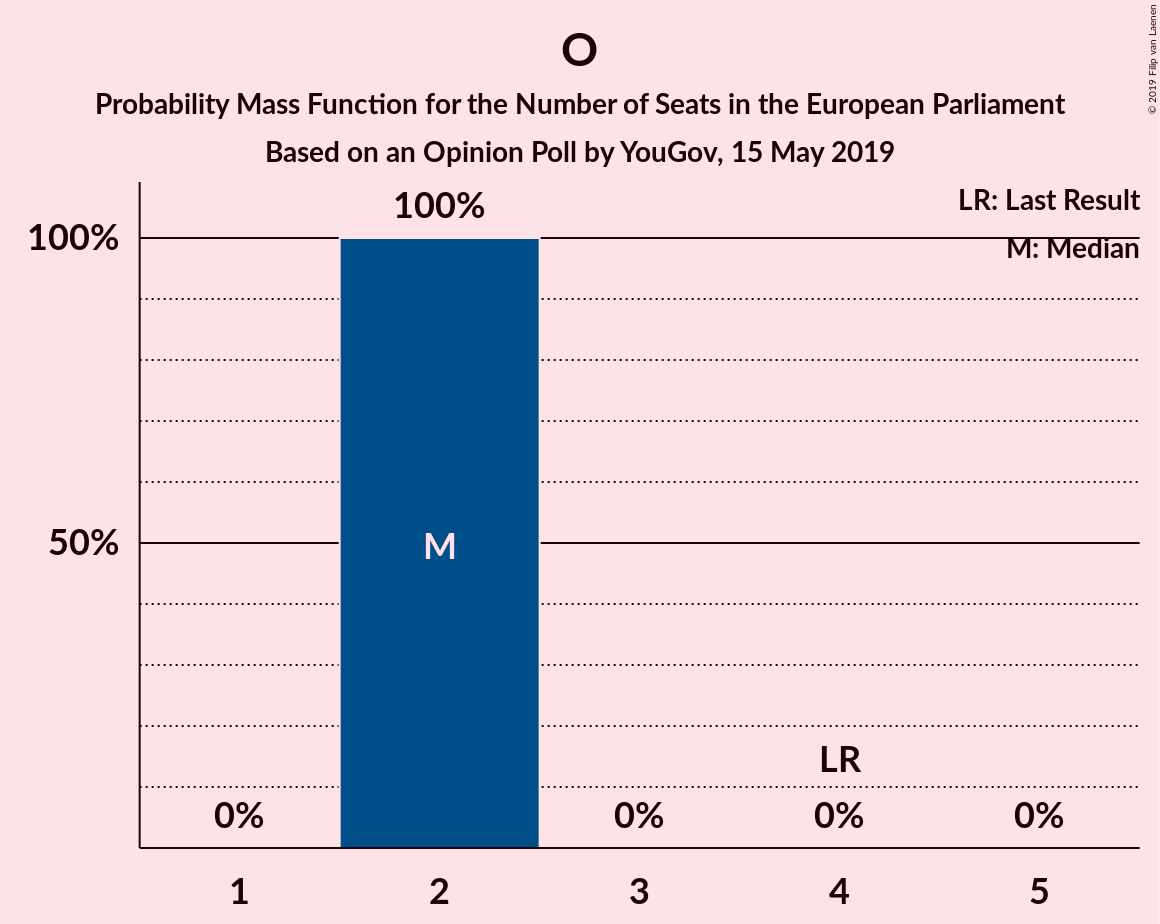 O
Probability Mass Function for the Number of Seats in the European Parliament
Based on an Opinion Poll by YouGov, 15 May 2019
© 2019 Filip van Laenen
LR: Last Result
M: Median
100%
100%
50%
M
LR
0%
0%
0%
0%
1
2
3
4
5